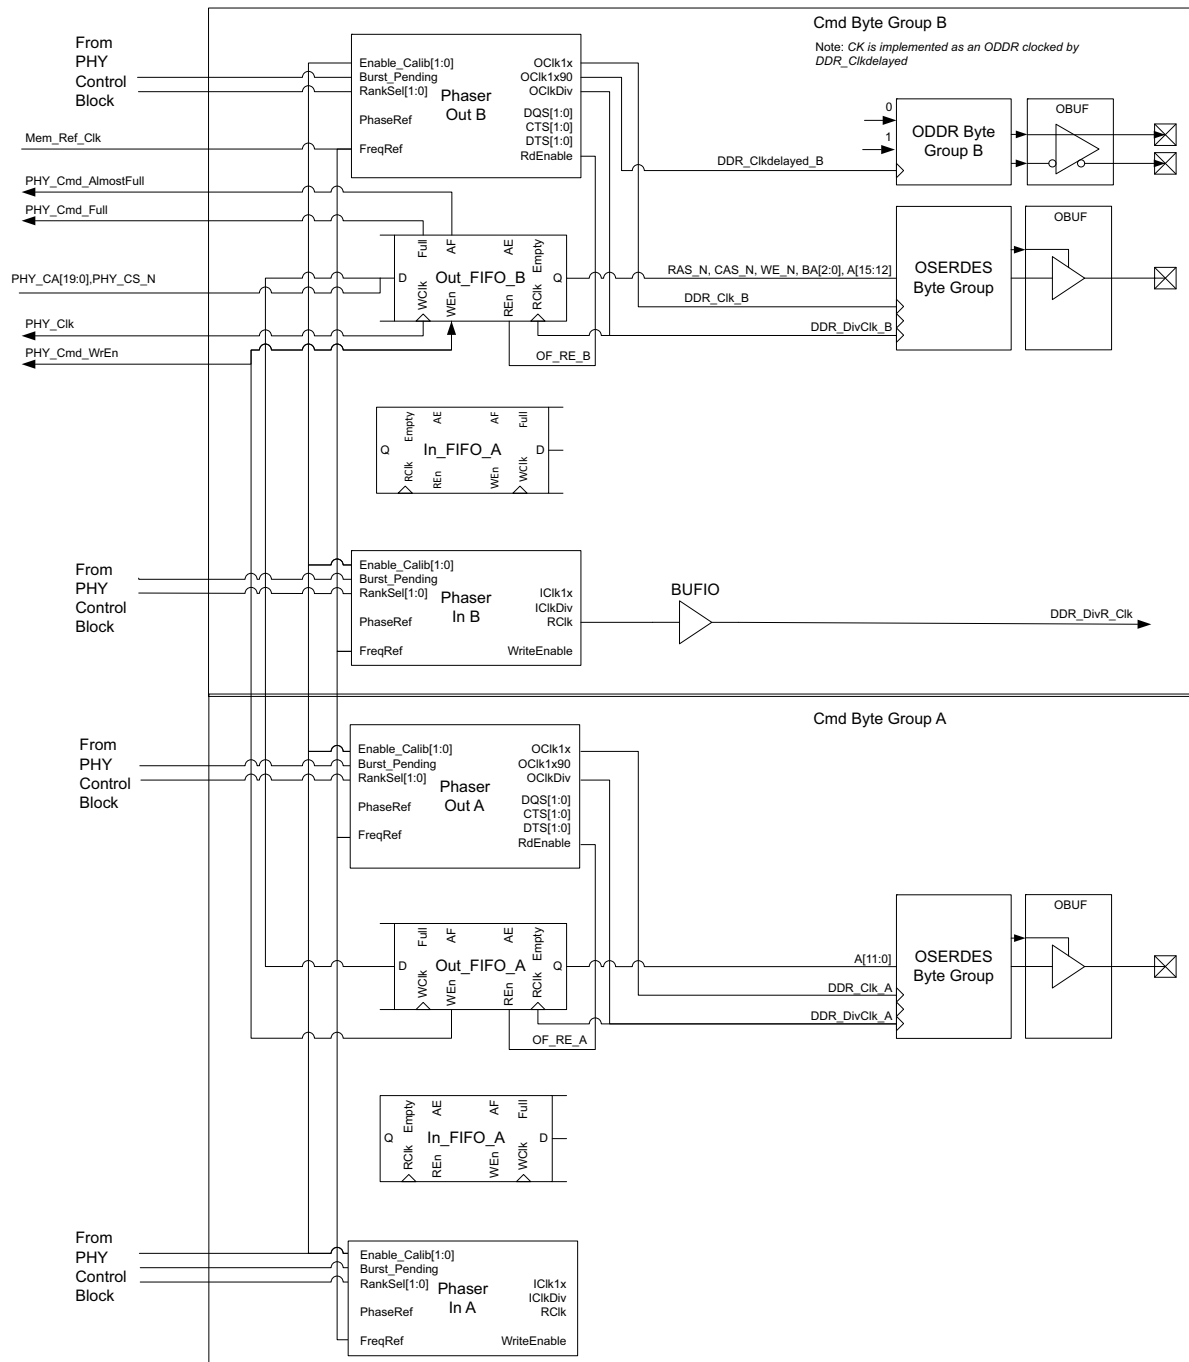 Cmd Byte Group B
Note: CK is implemented as an ODDR clocked by
DDR_Clkdelayed
From
PHY
Control
Block
Enable_Calib[1:0]
Burst_Pending
RankSel[1:0]
PhaseRef
FreqRef
Phaser
Out B
OClk1x
OClk1x90
OClkDiv
DQS[1:0]
CTS[1:0]
DTS[1:0]
RdEnable
0
1
ODDR Byte
Group B
OBUF
Mem_Ref_Clk
DDR_Clkdelayed_B
PHY_Cmd_AlmostFull
PHY_Cmd_Full
PHY_CA[19:0],PHY_CS_N
PHY_Clk
PHY_Cmd_WrEn
Full
AF
AE
Empty
D
Out_FIFO_B
Q
WClk
WEn
REn
RClk
OF_RE_B
RAS_N, CAS_N, WE_N, BA[2:0], A[15:12]
DDR_Clk_B
DDR_DivClk_B
OSERDES
Byte Group
OBUF
Empty
AE
AF
Full
Q
In_FIFO_A
D
RClk
REn
WEn
WClk
From
PHY
Control
Block
Enable_Calib[1:0]
Burst_Pending
RankSel[1:0]
PhaseRef
FreqRef
Phaser
In B
IClk1x
IClkDiv
RClk
WriteEnable
BUFIO
DDR_DivR_Clk
Cmd Byte Group A
From
PHY
Control
Block
Enable_Calib[1:0]
Burst_Pending
RankSel[1:0]
PhaseRef
FreqRef
Phaser
Out A
OClk1x
OClk1x90
OClkDiv
DQS[1:0]
CTS[1:0]
DTS[1:0]
RdEnable
Full
AF
AE
Empty
D
Out_FIFO_A
Q
WClk
WEn
REn
RClk
OF_RE_A
A[11:0]
DDR_Clk_A
DDR_DivClk_A
OSERDES
Byte Group
OBUF
Empty
AE
AF
Full
Q
In_FIFO_A
D
RClk
REn
WEn
WClk
From
PHY
Control
Block
Enable_Calib[1:0]
Burst_Pending
RankSel[1:0]
PhaseRef
FreqRef
Phaser
In A
IClk1x
IClkDiv
RClk
WriteEnable